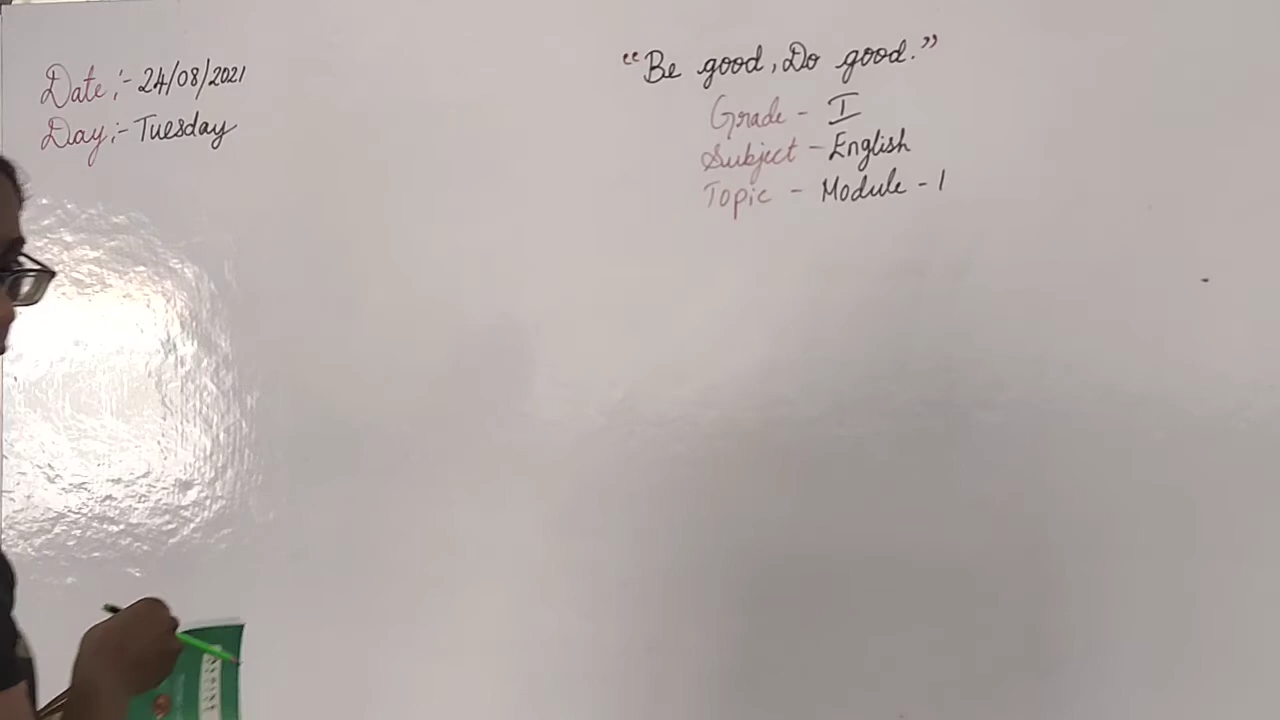 Date :- 24/08/2021
Day :- Tuesday
"Be good, Do good."
Grade - I
Subject - English
Topic - Module - 1